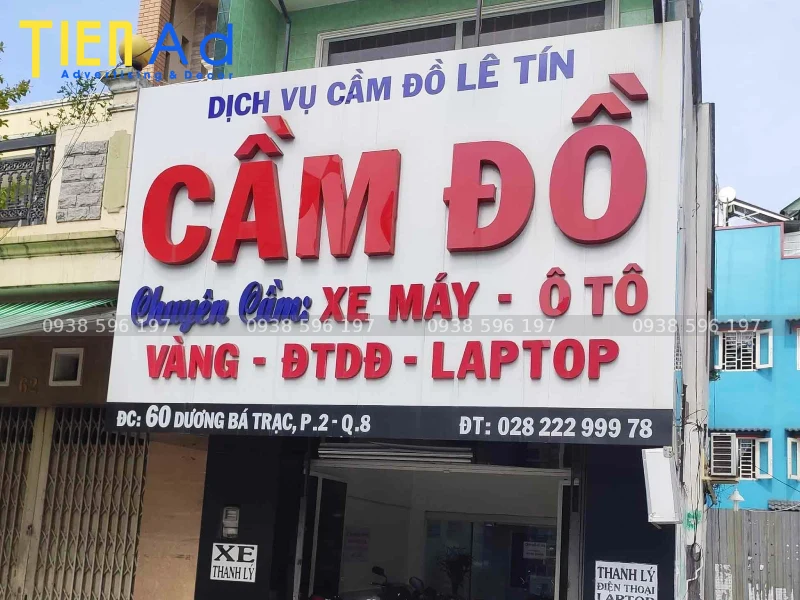 TIEN Ad
Advertising & Decor
DỊCH VỤ CẦM ĐỒ LÊ TÍN
CẦM ĐỒ
Chuyên Cầm: XE MÁY - Ô TÔ
0938 596 197 0938 596 197 0938 596 197 0938 596 197
VÀNG - ĐTDĐ - LAPTOP
ĐC: 60 DƯƠNG BÁ TRẠC, P.2 - Q.8 ĐT: 028 222 999 78
62
XE
THANH LÝ
THANH LÝ
ĐIỆN THOẠI
LAPTOP